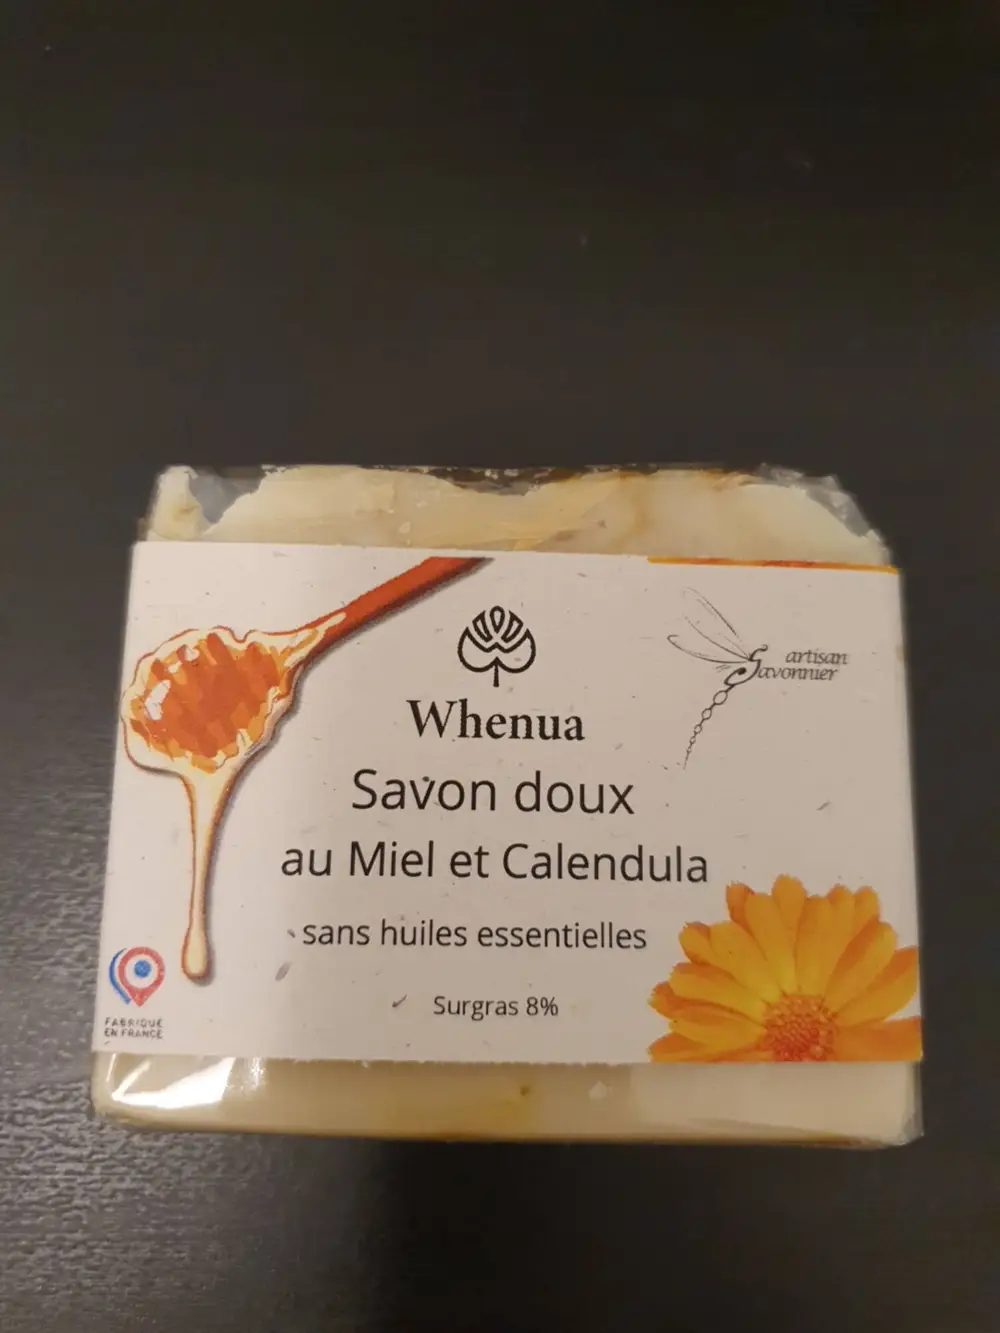 artisan
Savonnier
Whenua
Savon doux
au Miel et Calendula
sans huiles essentielles
Surgras 8%
FABRIQUÉ
EN FRANCE